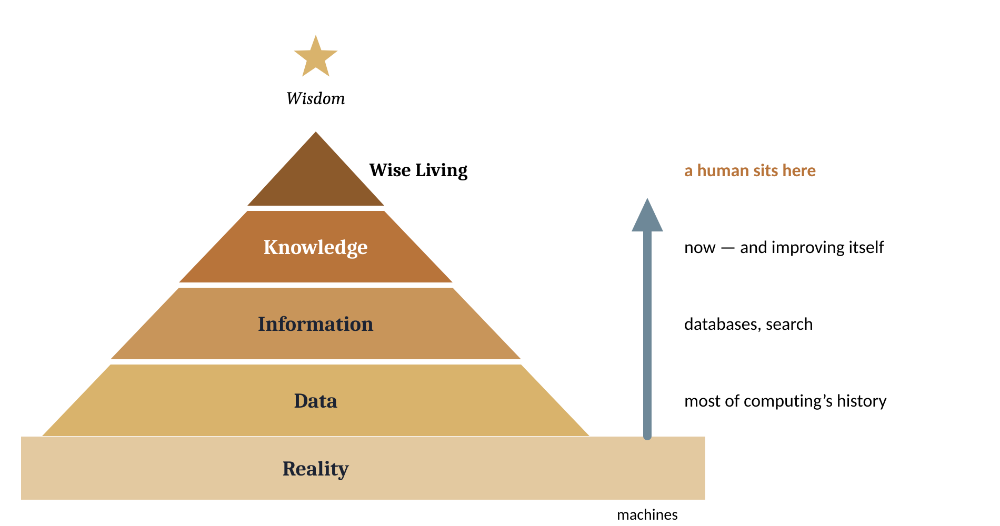 Wisdom
Wise Living
a human sits here
Knowledge
now — and improving itself
Information
databases, search
Data
most of computing’s history
Reality
machines